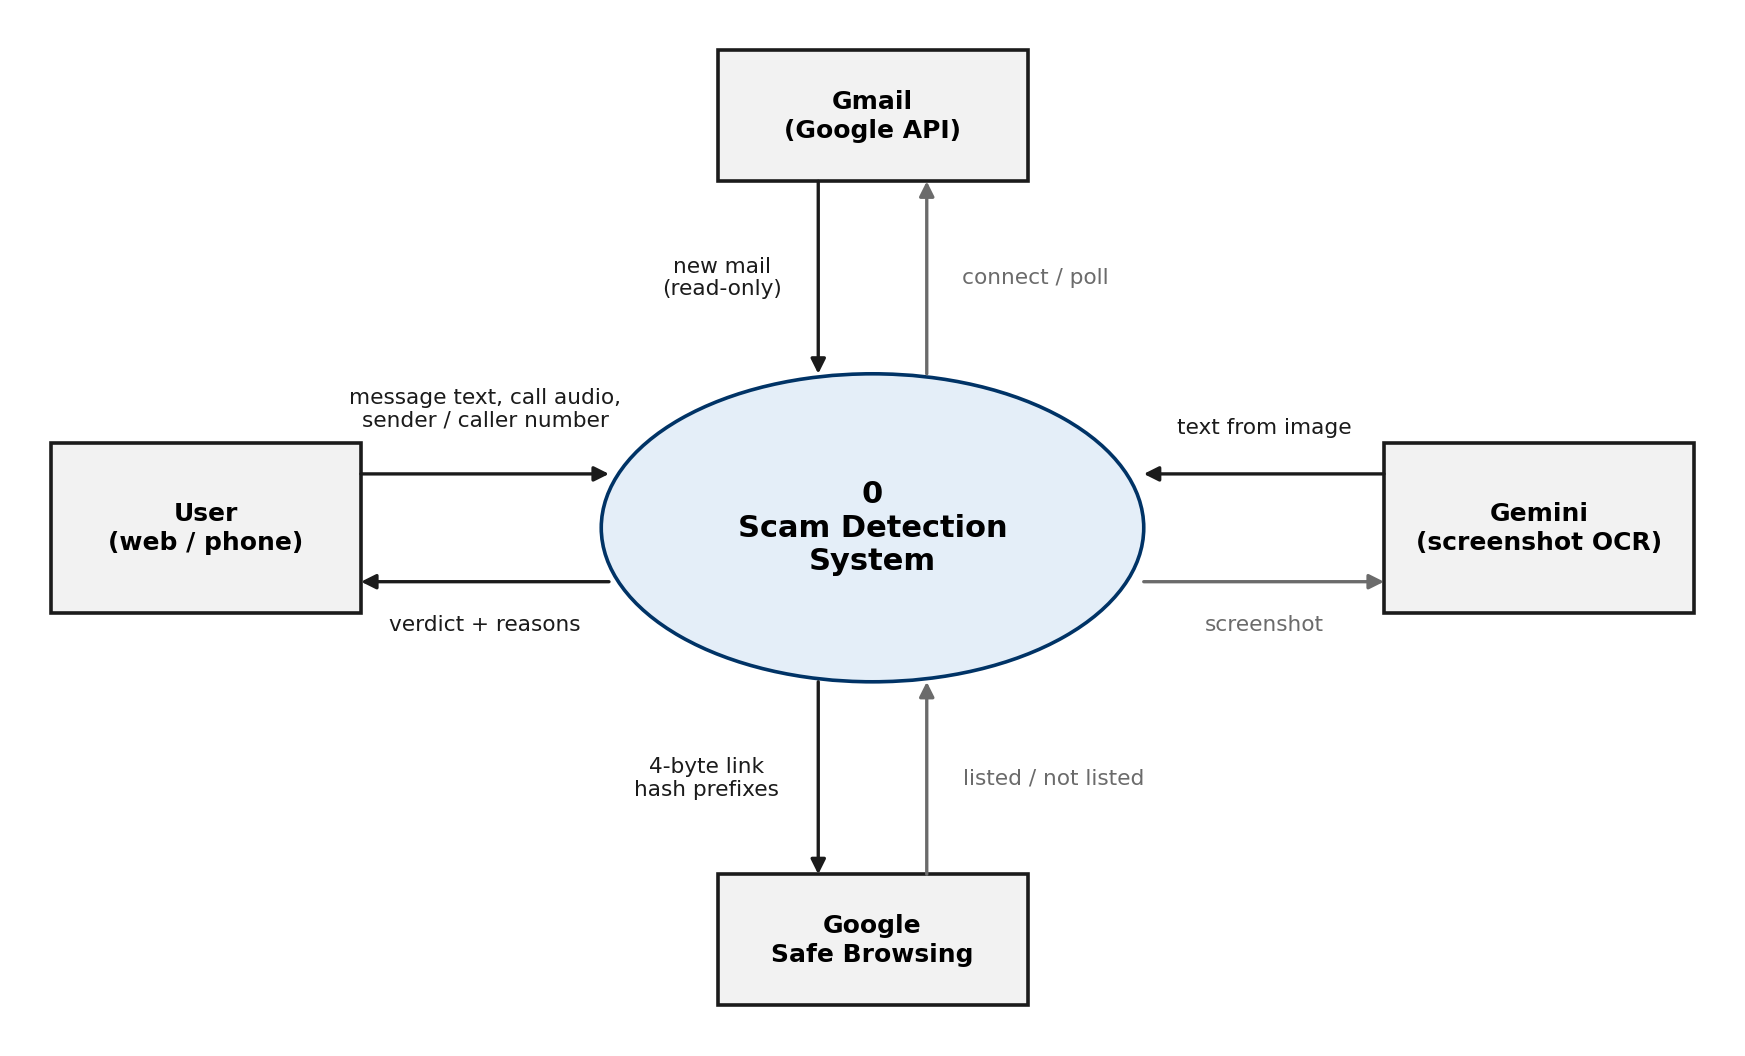 Gmail
(Google API)
new mail
(read-only)
connect / poll
message text, call audio,
sender / caller number
text from image
User
(web / phone)
0
Scam Detection
System
Gemini
(screenshot OCR)
verdict + reasons
screenshot
4-byte link
hash prefixes
listed / not listed
Google
Safe Browsing